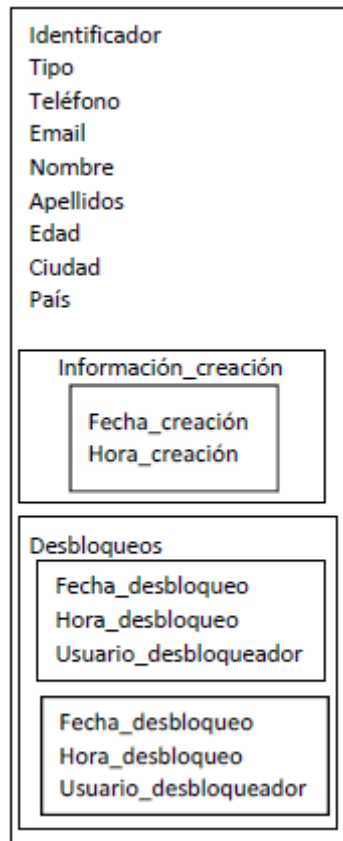 Identificador
Tipo
Teléfono
Email
Nombre
Apellidos
Edad
Ciudad
País
Información_creación
Fecha_creación
Hora_creación
Desbloqueos
Fecha_desbloqueo
Hora_desbloqueo
Usuario_desbloqueador
Fecha_desbloqueo
Hora_desbloqueo
Usuario_desbloqueador